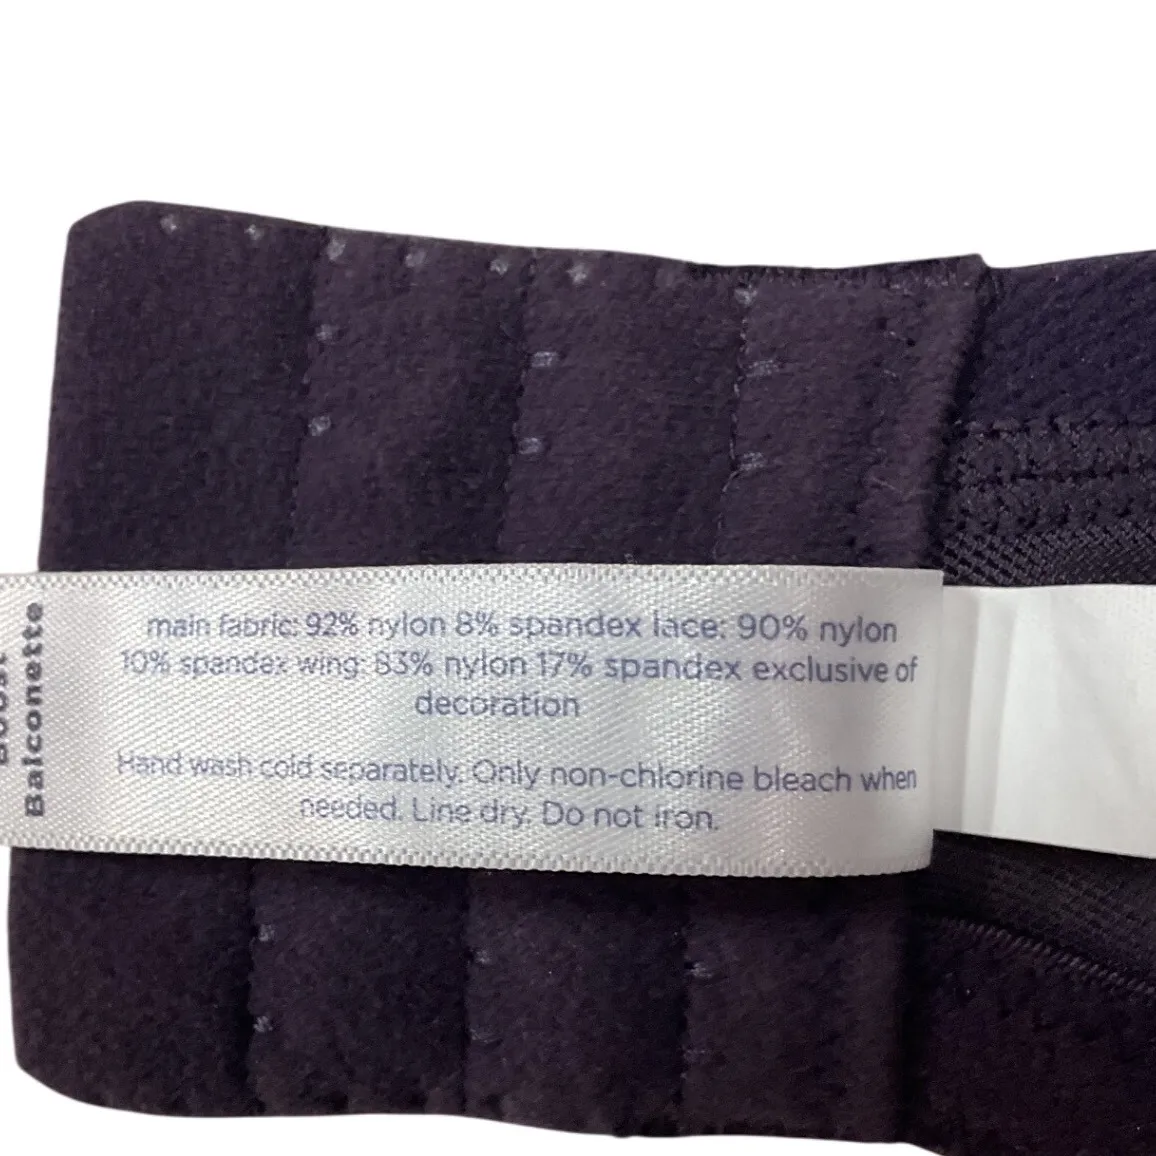 Boost
Balconette
main fabric: 92% nylon 8% spandex lace: 90% nylon
10% spandex wing: 83% nylon 17% spandex exclusive of
decoration
Hand wash cold separately. Only non-chlorine bleach when
needed. Line dry. Do not iron.